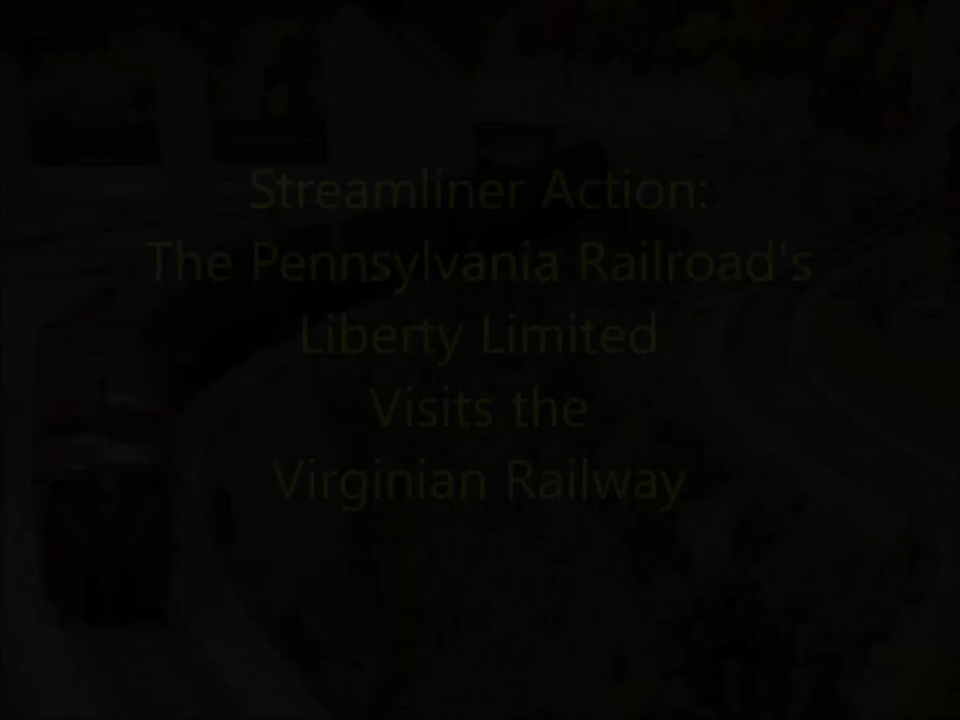 Streamliner Action:
The Pennsylvania Railroad's
Liberty Limited
Visits the
Virginian Railway